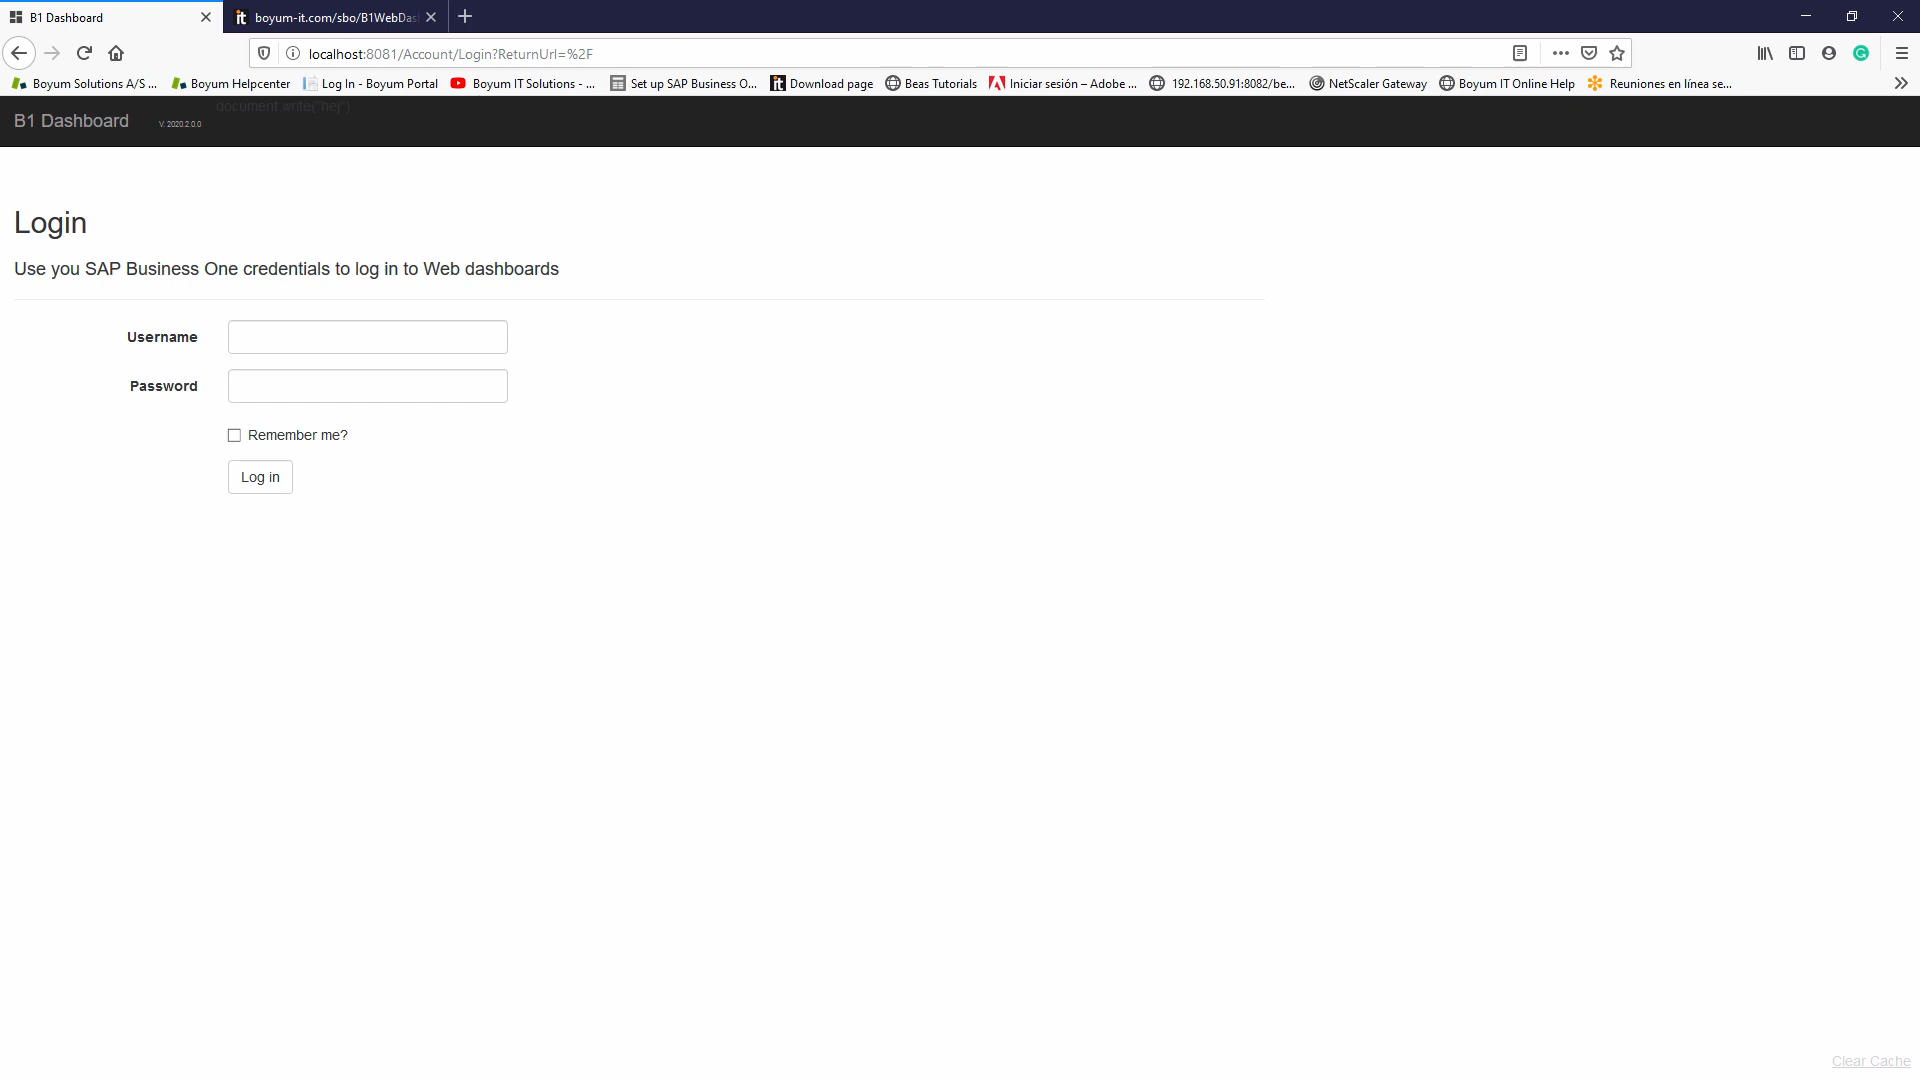 B1 Dashboard
boyum-it.com/sbo/B1WebDas
localhost:8081/Account/Login?ReturnUrl=%2F
Boyum Solutions A/S ...
Boyum Helpcenter
Log In - Boyum Portal
Boyum IT Solutions - ...
Set up SAP Business O...
Download page
Beas Tutorials
Iniciar sesión – Adobe ...
192.168.50.91:8082/be...
NetScaler Gateway
Boyum IT Online Help
Reuniones en línea se...
document.write("hej")
B1 Dashboard
V. 2020.2.0.0
Login
Use you SAP Business One credentials to log in to Web dashboards
Username
Password
Remember me?
Log in
Clear Cache